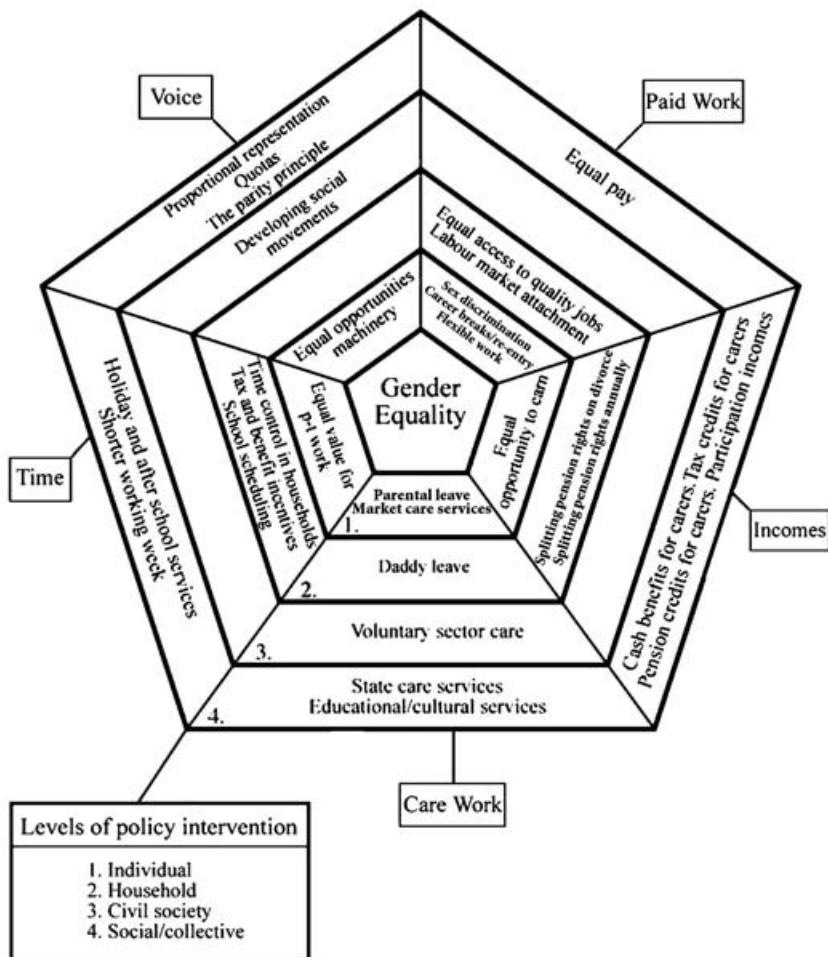 Voice
Proportional representation
Quotas
The parity principle
Developing social
movements
Equal opportunities
machinery
Paid Work
Equal pay
Equal access to quality jobs
Labour market attachment
Sex discrimination
Career breaks/re-entry
Flexible work
Gender
Equality
Time
Holiday and after school services
Shorter working week
Time control in households
Tax and benefit incentives
School scheduling
Equal value for
p-t work
Equal
opportunity to earn
Splitting pension rights on divorce
Splitting pension rights annually
Cash benefits for carers. Tax credits for carers
Pension credits for carers. Participation incomes
Incomes
Parental leave
Market care services
1.
Daddy leave
2.
Voluntary sector care
3.
State care services
Educational/cultural services
4.
Care Work
Levels of policy intervention
1. Individual
2. Household
3. Civil society
4. Social/collective